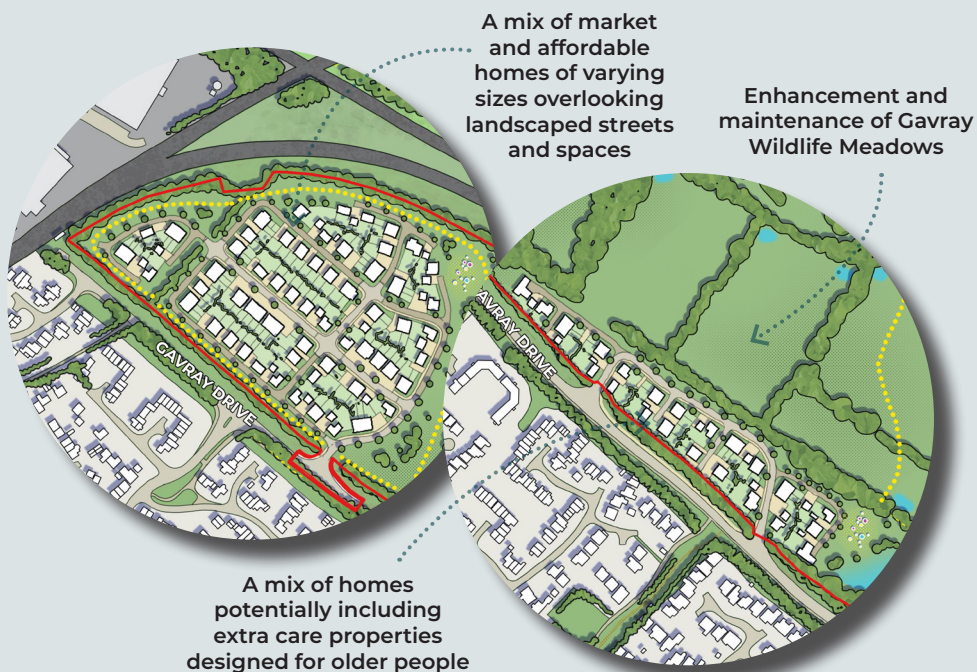 A mix of market
and affordable
homes of varying
sizes overlooking
landscaped streets
and spaces
Enhancement and
maintenance of Gavray
Wildlife Meadows
GAVRAY DRIVE
AVRAY DRIVE
A mix of homes
potentially including
extra care properties
designed for older people